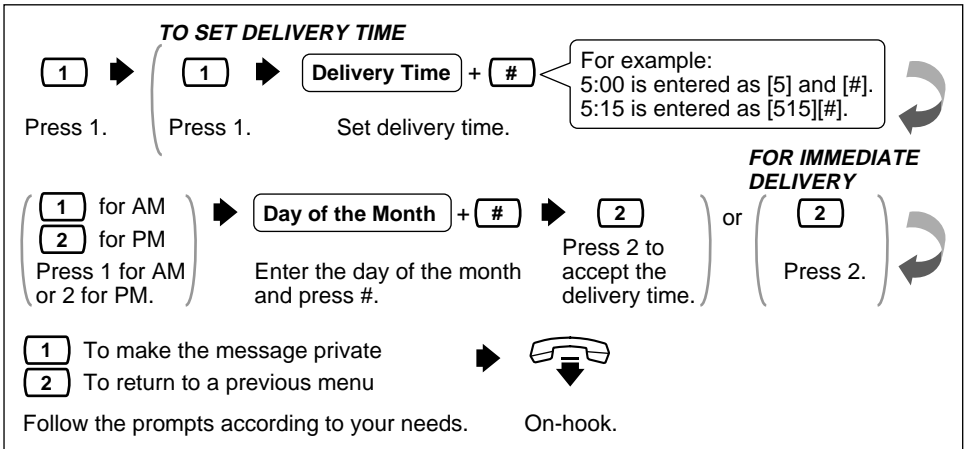 TO SET DELIVERY TIME
1 1 Delivery Time + #
For example:
5:00 is entered as [5] and [#].
5:15 is entered as [515][#].
Press 1. Press 1. Set delivery time.
FOR IMMEDIATE
DELIVERY
1 for AM
2 for PM
Press 1 for AM
or 2 for PM.
Day of the Month + #
Enter the day of the month
and press #.
2
Press 2 to
accept the
delivery time.
or
2
Press 2.
1 To make the message private
2 To return to a previous menu
Follow the prompts according to your needs. On-hook.